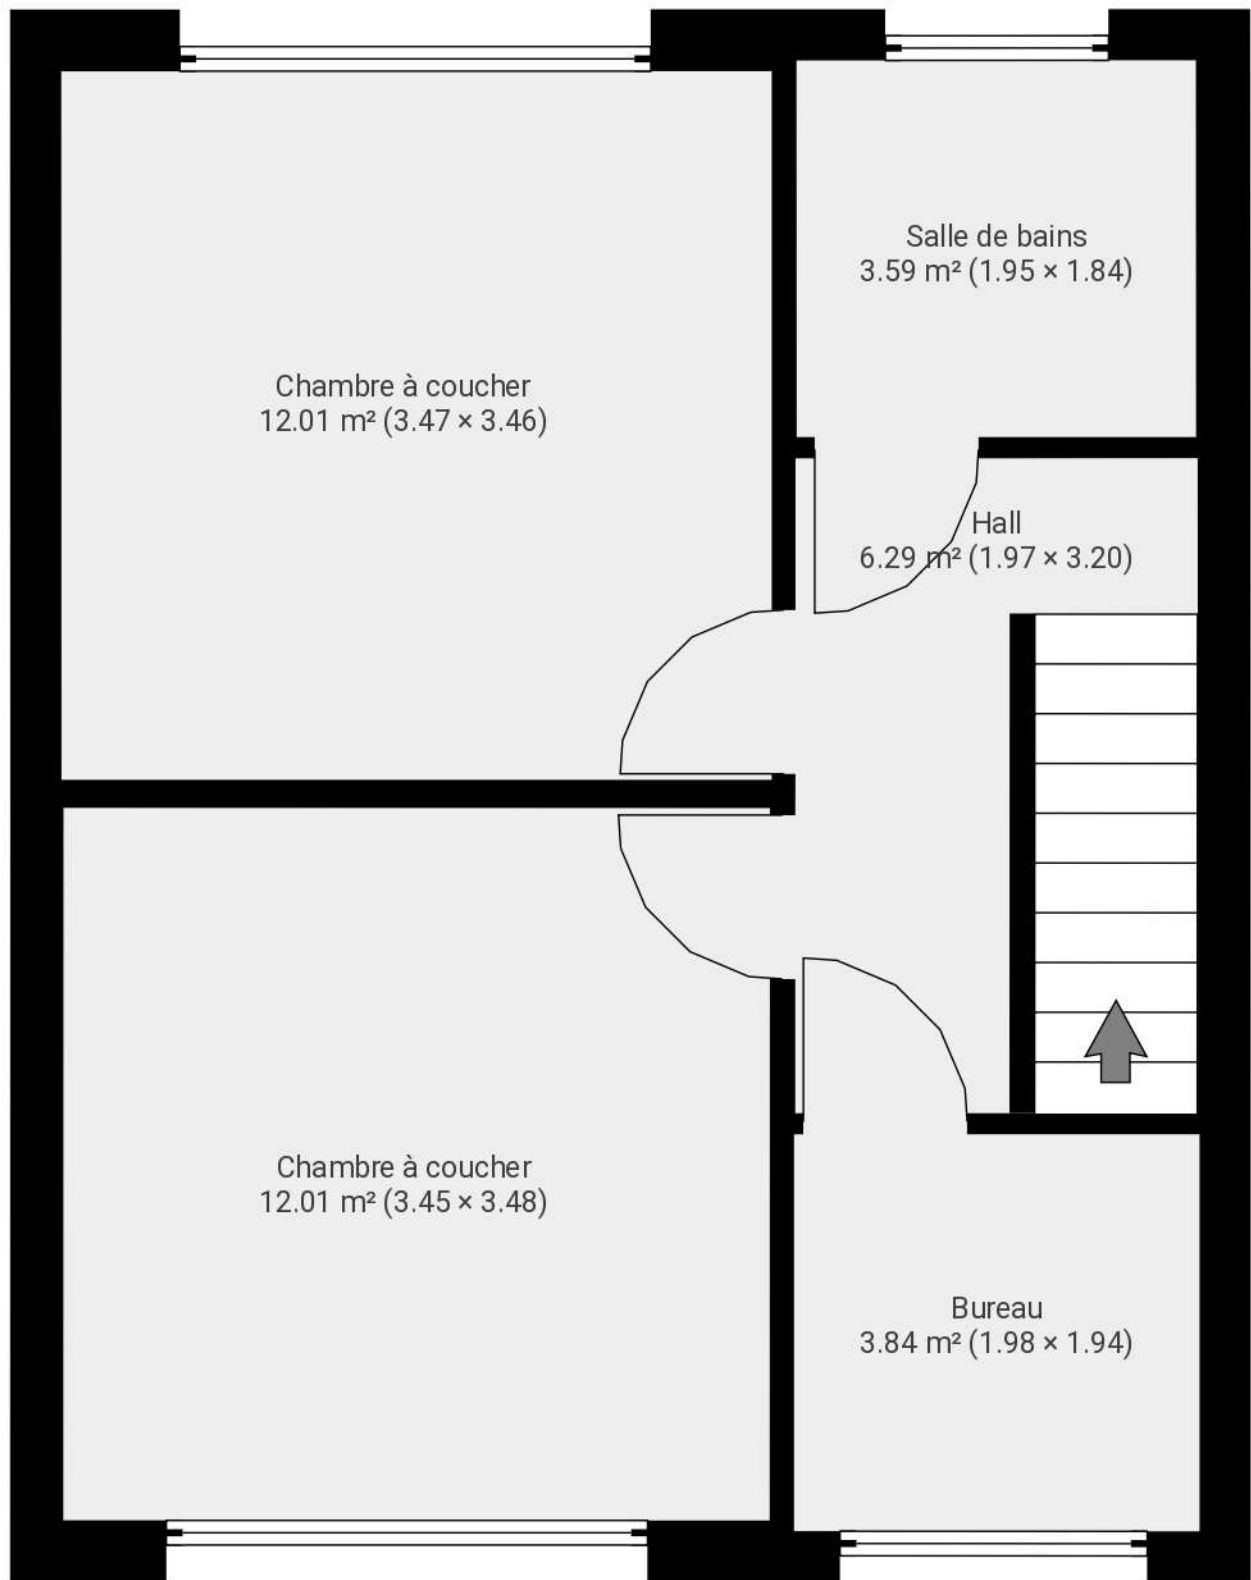 Salle de bains
3.59 m² (1.95 × 1.84)
Chambre à coucher
12.01 m² (3.47 × 3.46)
Hall
6.29 m² (1.97 × 3.20)
Chambre à coucher
12.01 m² (3.45 × 3.48)
Bureau
3.84 m² (1.98 × 1.94)